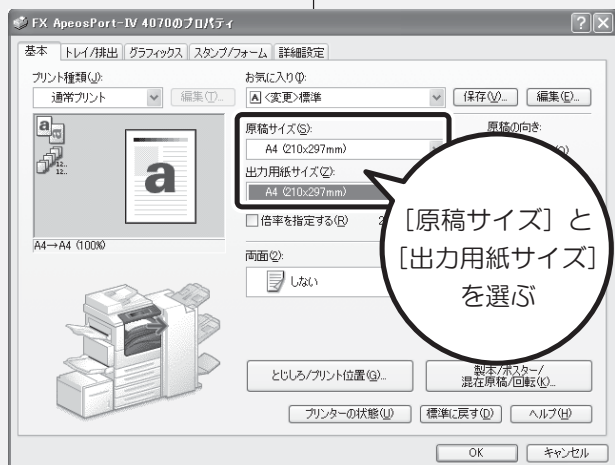 FX ApeosPort-IV 4070のプロパティ
基本 トレイ/排出 グラフィックス スタンプ/フォーム 詳細設定
プリント種類(J):
通常プリント 編集(T)...
お気に入り(I):
A <変更>標準 保存(V)... 編集(E)...
原稿サイズ(S):
A4 (210x297mm)
原稿の向き:
出力用紙サイズ(Z):
A4 (210x297mm)
倍率を指定する(R)
A4→A4 (100%)
両面(2):
しない
[原稿サイズ] と
[出力用紙サイズ]
を選ぶ
とじしろ/プリント位置(G)...
製本/ポスター/
混在原稿/回転(K)...
プリンターの状態(U) 標準に戻す(D) ヘルプ(H)
OK キャンセル